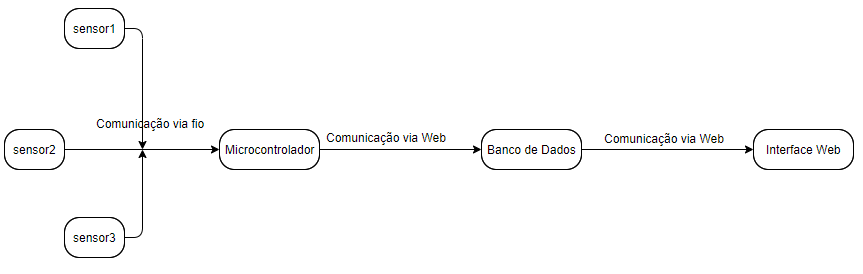 sensor1
Comunicação via fio
sensor2
Microcontrolador
Comunicação via Web
Banco de Dados
Comunicação via Web
Interface Web
sensor3